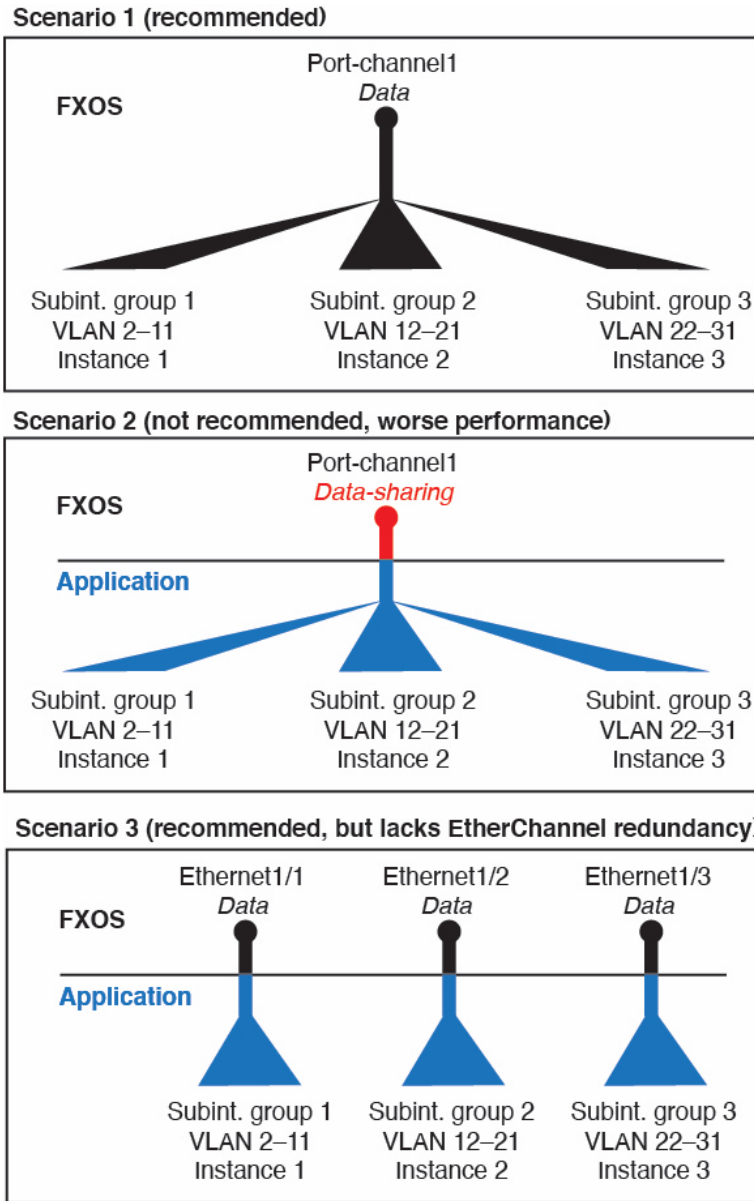 Scenario 1 (recommended)
Port-channel1
Data
FXOS
Subint. group 1
VLAN 2–11
Instance 1
Subint. group 2
VLAN 12–21
Instance 2
Subint. group 3
VLAN 22–31
Instance 3
Scenario 2 (not recommended, worse performance)
Port-channel1
Data-sharing
FXOS
Application
Subint. group 1
VLAN 2–11
Instance 1
Subint. group 2
VLAN 12–21
Instance 2
Subint. group 3
VLAN 22–31
Instance 3
Scenario 3 (recommended, but lacks EtherChannel redundancy)
Ethernet1/1
Data
Ethernet1/2
Data
Ethernet1/3
Data
FXOS
Application
Subint. group 1
VLAN 2–11
Instance 1
Subint. group 2
VLAN 12–21
Instance 2
Subint. group 3
VLAN 22–31
Instance 3